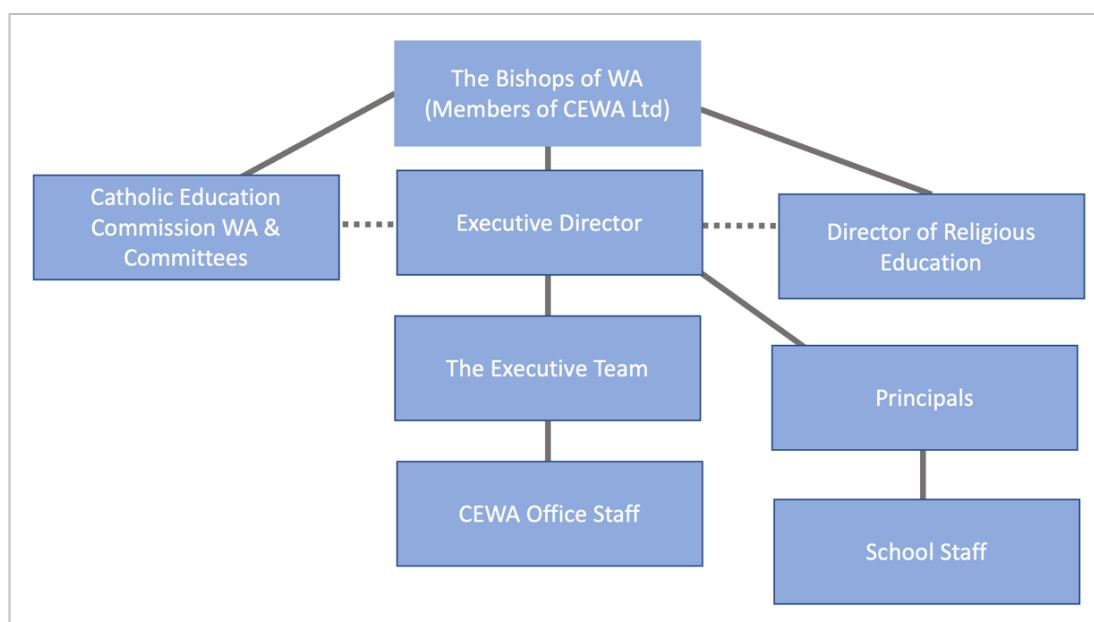 The Bishops of WA
(Members of CEWA Ltd)
Catholic Education
Commission WA &
Committees
Executive Director
Director of Religious
Education
The Executive Team
Principals
CEWA Office Staff
School Staff